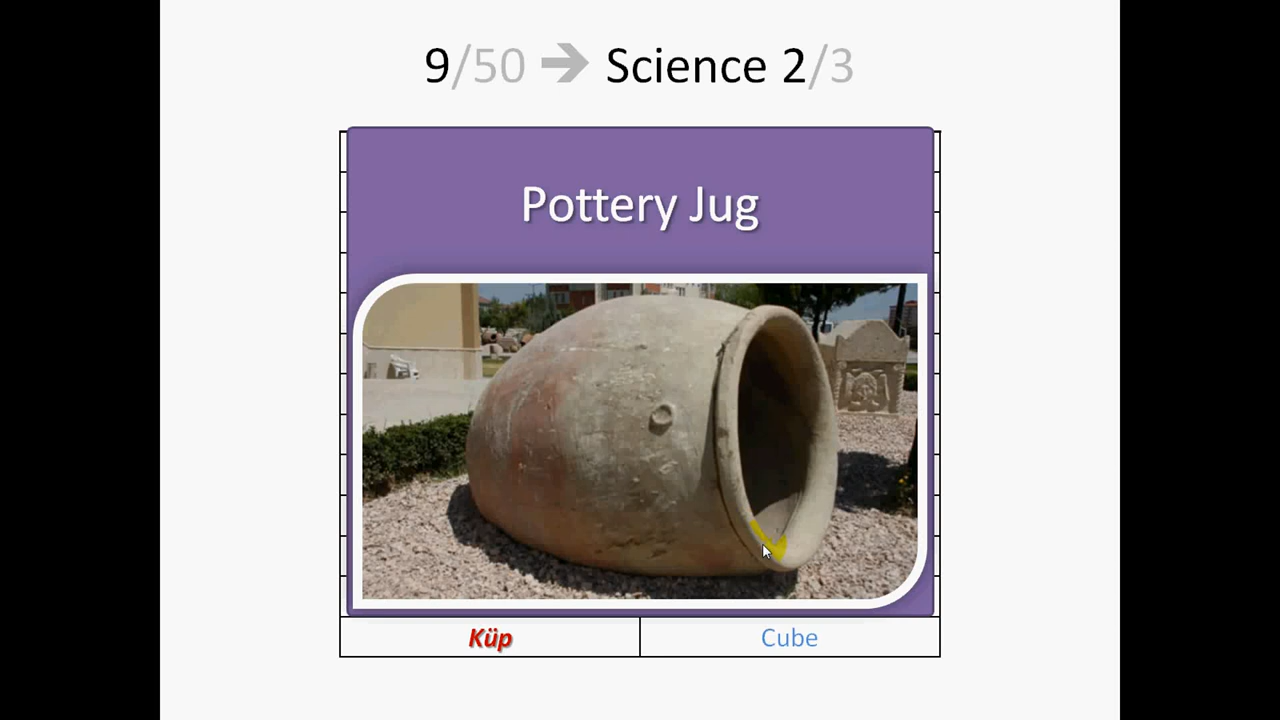 9/50 → Science 2/3
Pottery Jug
Küp
Cube